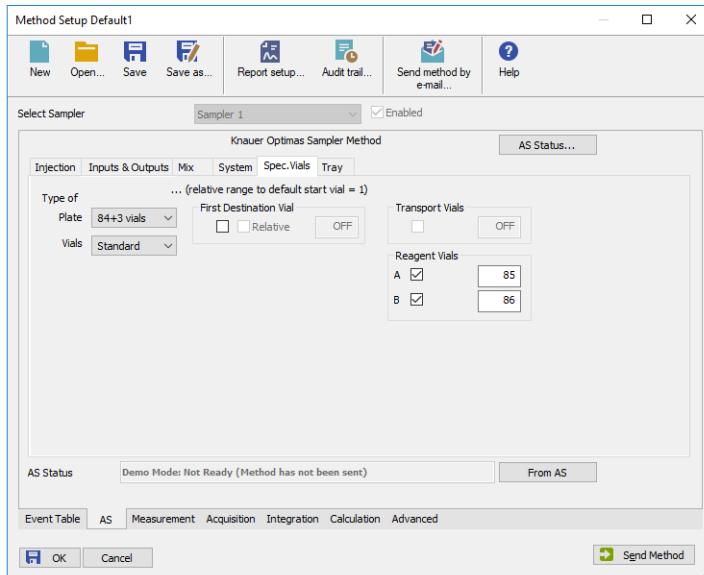 Method Setup Default1
New
Open...
Save
Save as...
Report setup...
Audit trail...
Send method by
e-mail...
Help
Select Sampler
Sampler 1
Enabled
Knauer Optimas Sampler Method
AS Status...
Injection
Inputs & Outputs
Mix
System
Spec.Vials
Tray
... (relative range to default start vial = 1)
Type of
Plate
84+3 vials
Vials
Standard
First Destination Vial
Relative
OFF
Transport Vials
OFF
Reagent Vials
A
85
B
86
AS Status
Demo Mode: Not Ready (Method has not been sent)
From AS
Event Table
AS
Measurement
Acquisition
Integration
Calculation
Advanced
OK
Cancel
Send Method